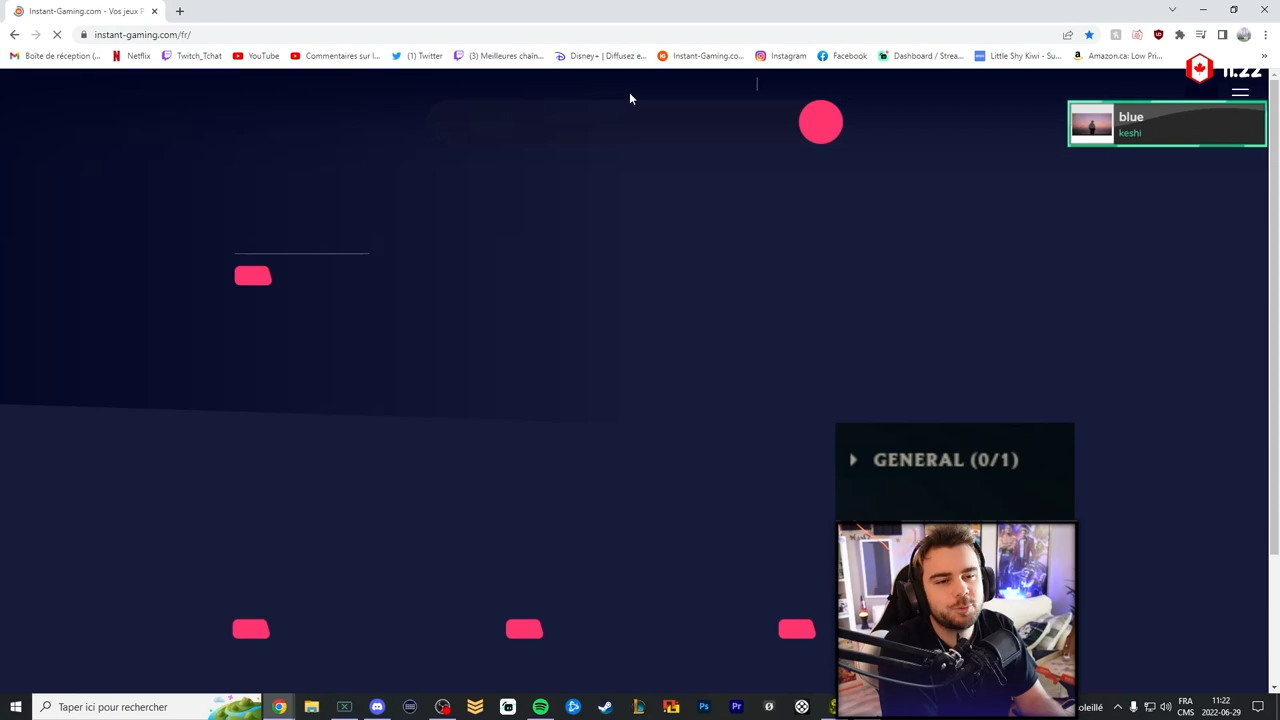 Instant-Gaming.com - Vos jeux P
instant-gaming.com/fr/
Boîte de réception (...
Netflix
Twitch_Tchat
YouTube
Commentaires sur l...
(1) Twitter
(3) Meilleures chaîn...
Disney+ | Diffusez e...
Instant-Gaming.co...
Instagram
Facebook
Dashboard / Strea...
Little Shy Kiwi - Su...
Amazon.ca: Low Pri...
11:22
blue
keshi
GENERAL (0/1)
Taper ici pour rechercher
oleillé
FRA
CMS
11:22
2022-06-29